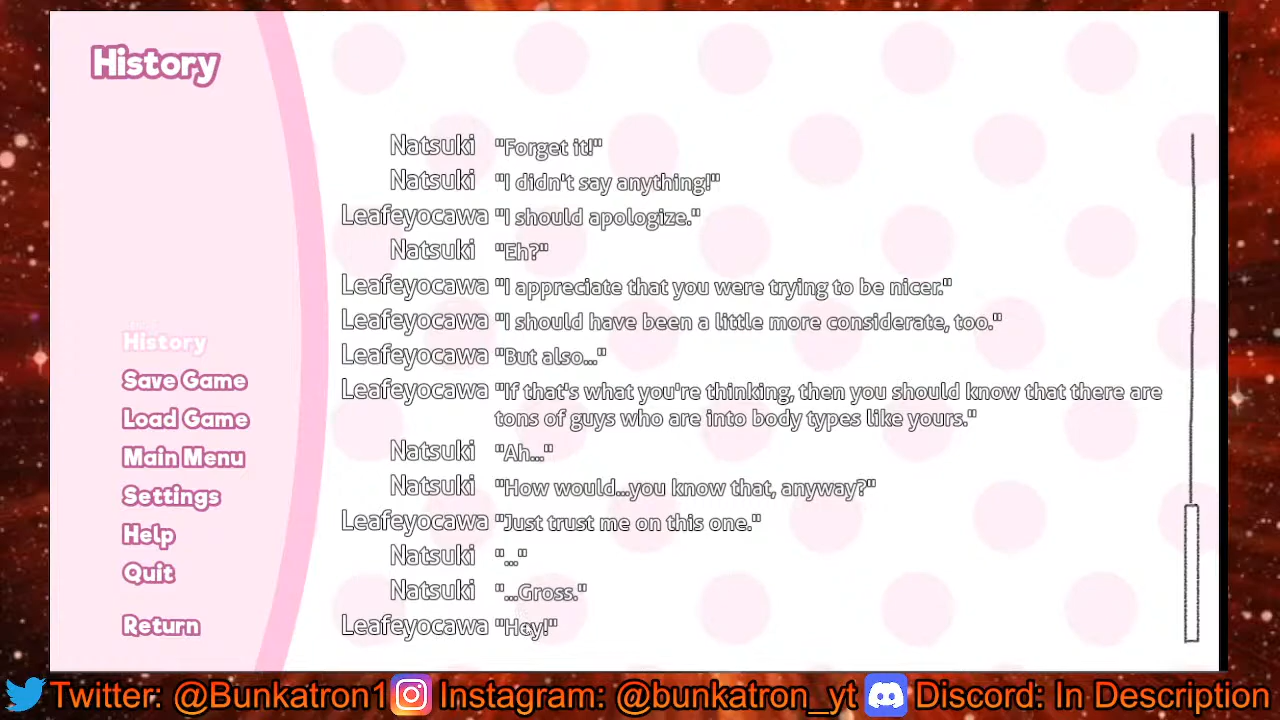 History
Natsuki "Forget it!"
Natsuki "I didn't say anything!"
Leafeyocawa "I should apologize."
Natsuki "Eh?"
Leafeyocawa "I appreciate that you were trying to be nicer."
Leafeyocawa "I should have been a little more considerate, too."
Leafeyocawa "But also..."
Leafeyocawa "If that's what you're thinking, then you should know that there are
tons of guys who are into body types like yours."
Natsuki "Ah..."
Natsuki "How would...you know that, anyway?"
Leafeyocawa "Just trust me on this one."
Natsuki "..."
Natsuki "...Gross."
Leafeyocawa "Hey!"
History
Save Game
Load Game
Main Menu
Settings
Help
Quit
Return
Twitter: @Bunkatron1 Instagram: @bunkatron_yt Discord: In Description